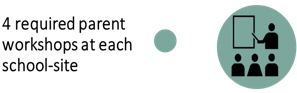 4 required parent
workshops at each
school-site